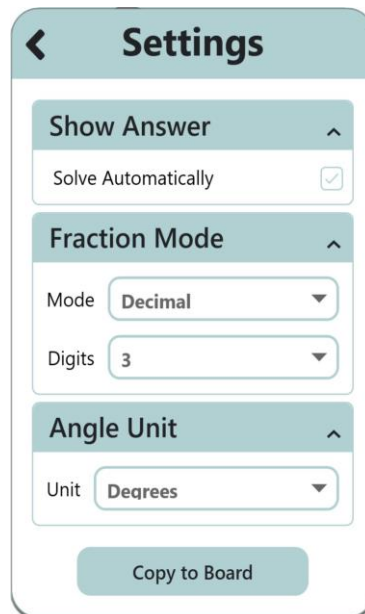 Settings
Show Answer
Solve Automatically
Fraction Mode
Mode Decimal
Digits 3
Angle Unit
Unit Degrees
Copy to Board